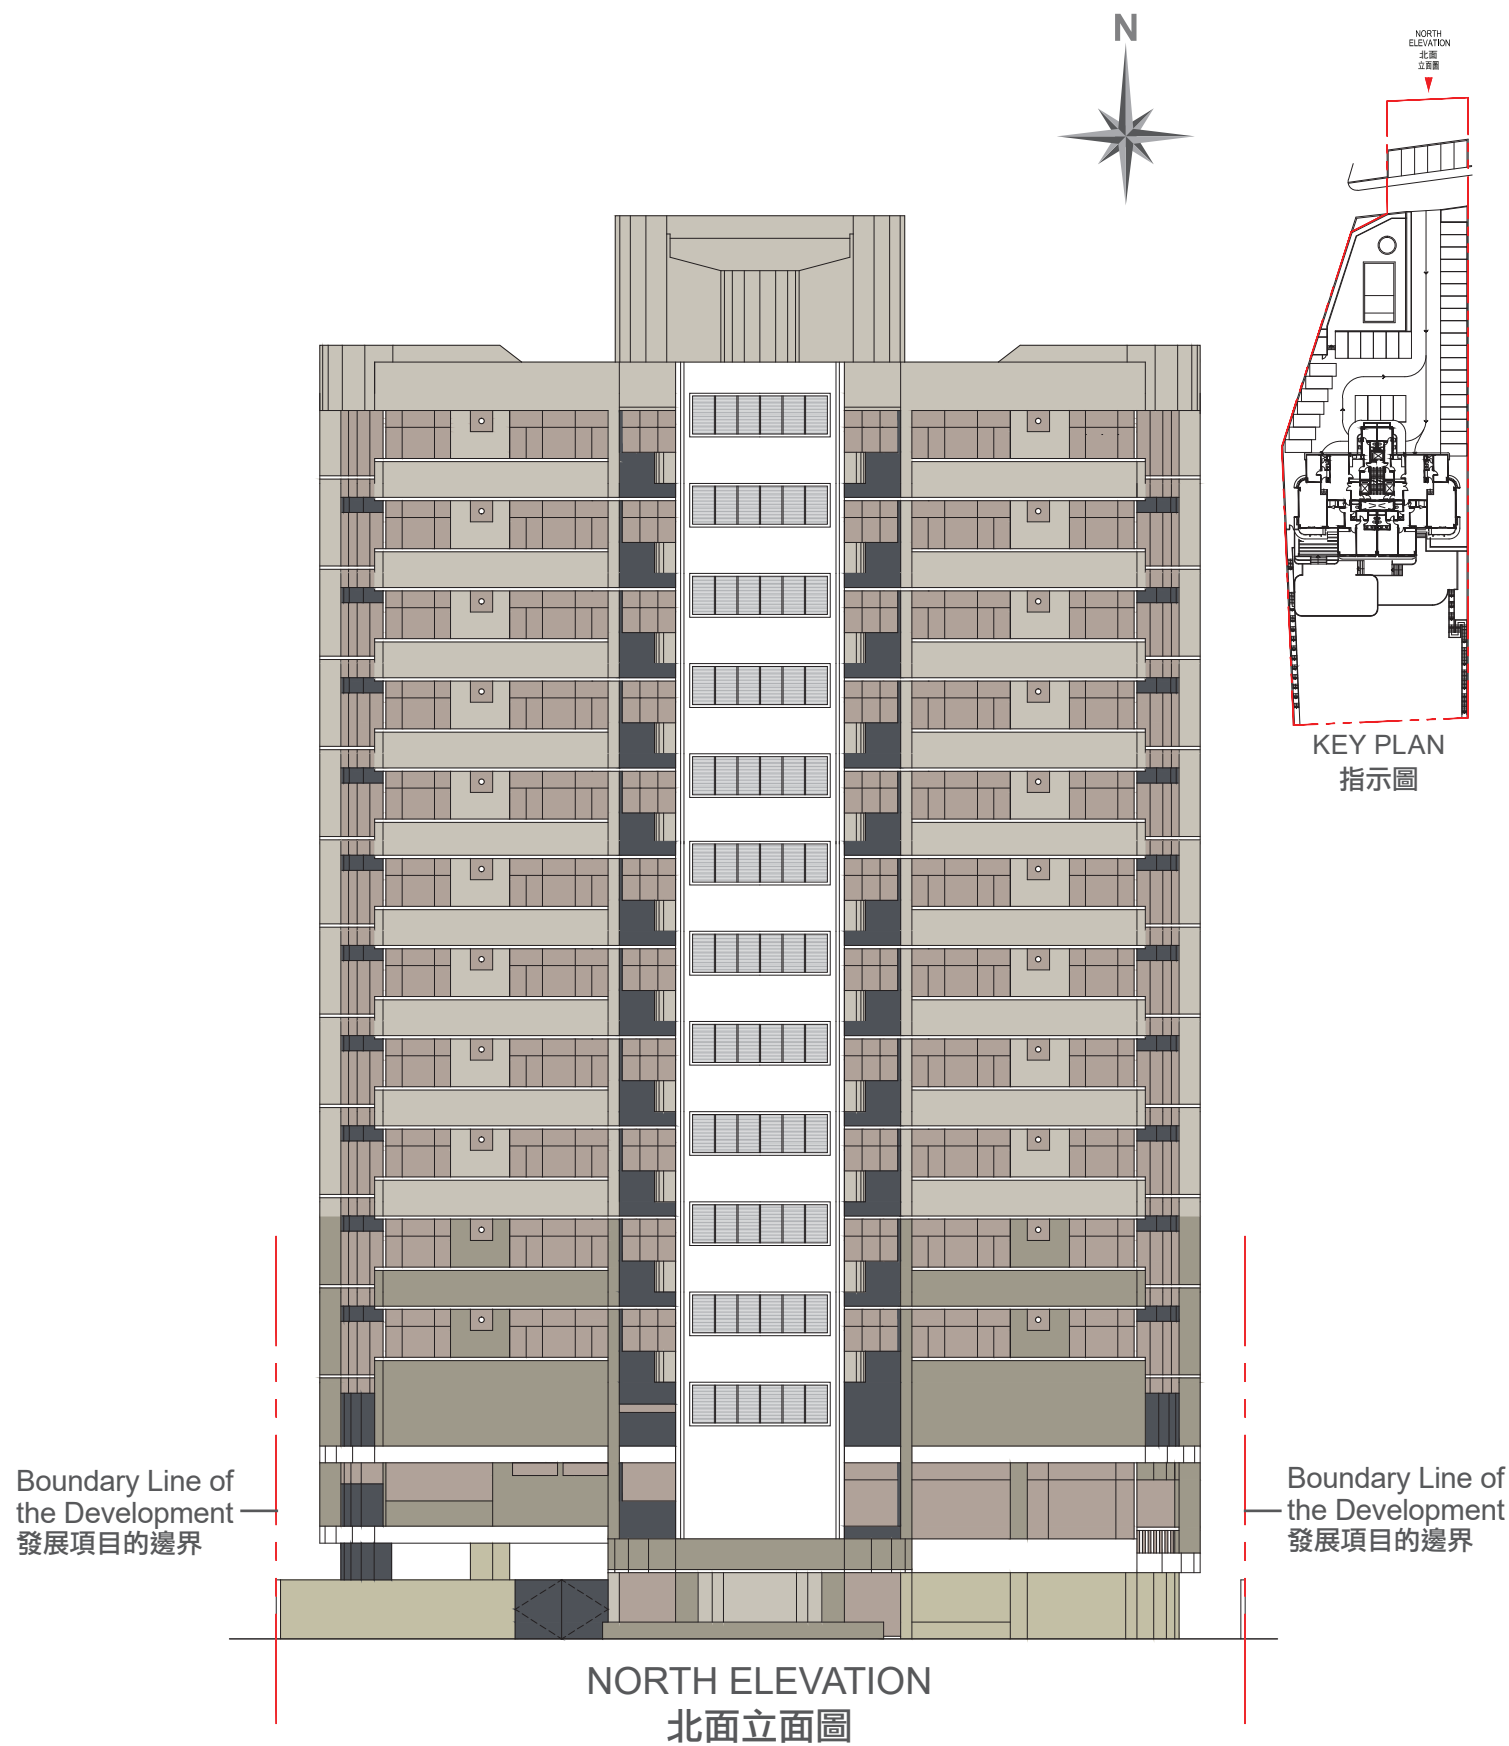 N
NORTH
ELEVATION
北面
立面圖
KEY PLAN
指示圖
Boundary Line of
the Development
發展項目的邊界
Boundary Line of
the Development
發展項目的邊界
NORTH ELEVATION
北面立面圖